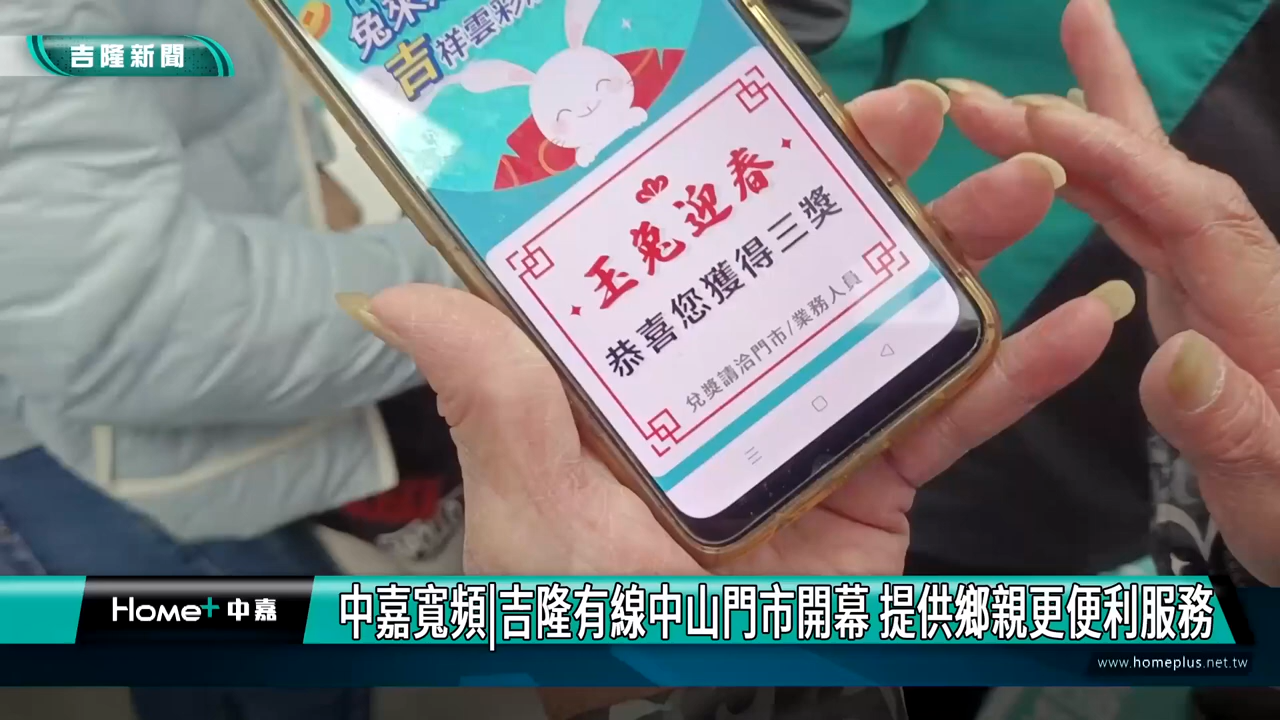 吉隆新聞
兔來
吉祥雲彩
玉兔迎春
恭喜您獲得三獎
兌獎請洽門市/業務人員
Home+中嘉
中嘉寬頻|吉隆有線中山門市開幕 提供鄉親更便利服務
www.homeplus.net.tw